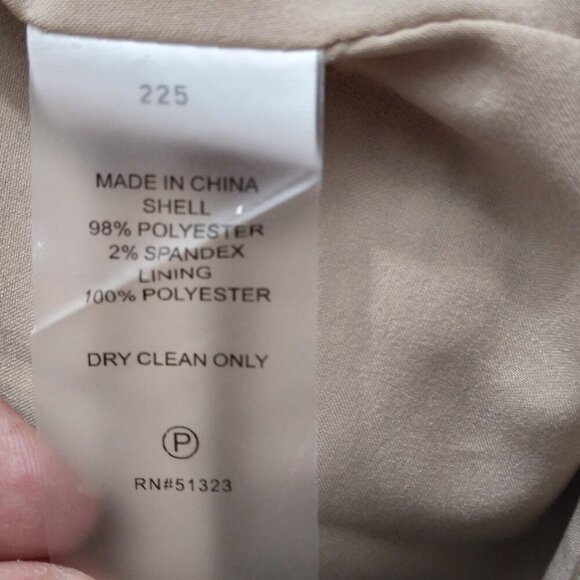 225
MADE IN CHINA
SHELL
98% POLYESTER
2% SPANDEX
LINING
100% POLYESTER
DRY CLEAN ONLY
P
RN#51323